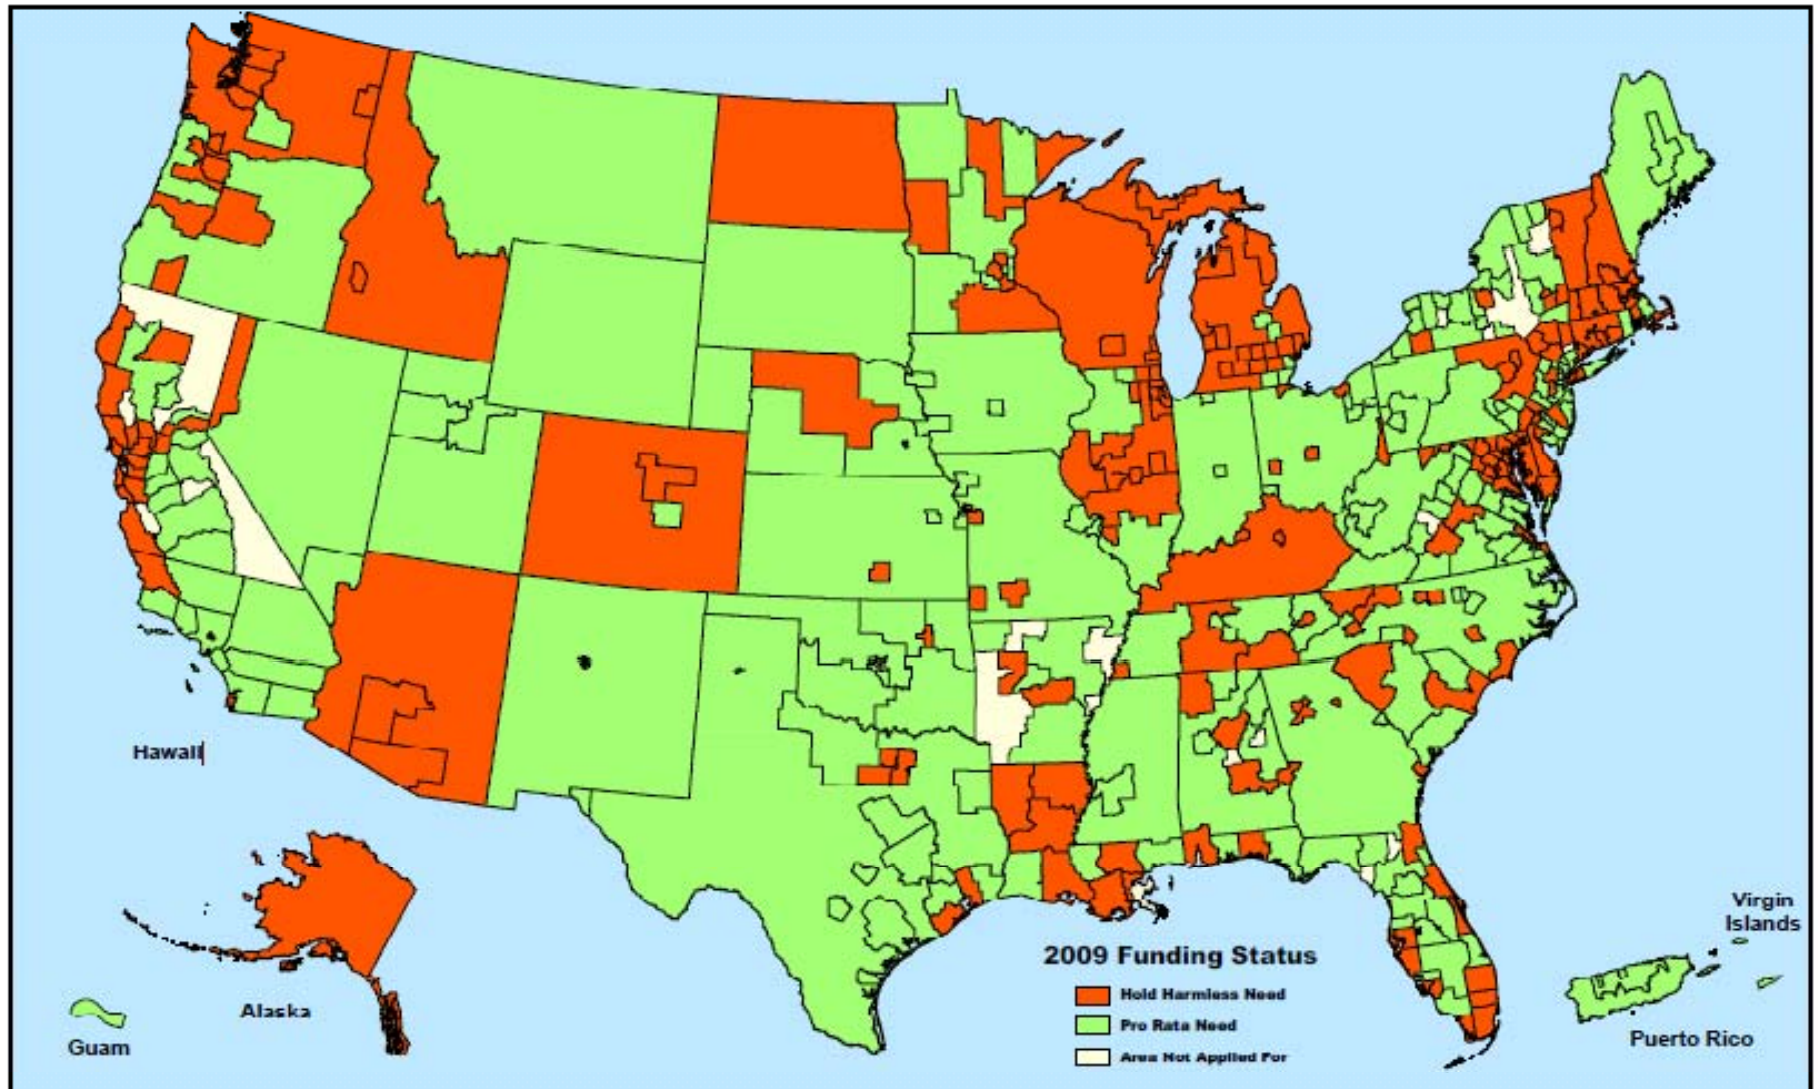 Hawall
Alaska
Guam
2009 Funding Status
Hold Harmless Need
Pro Rata Need
Area Not Applied For
Virgin
Islands
Puerto Rico